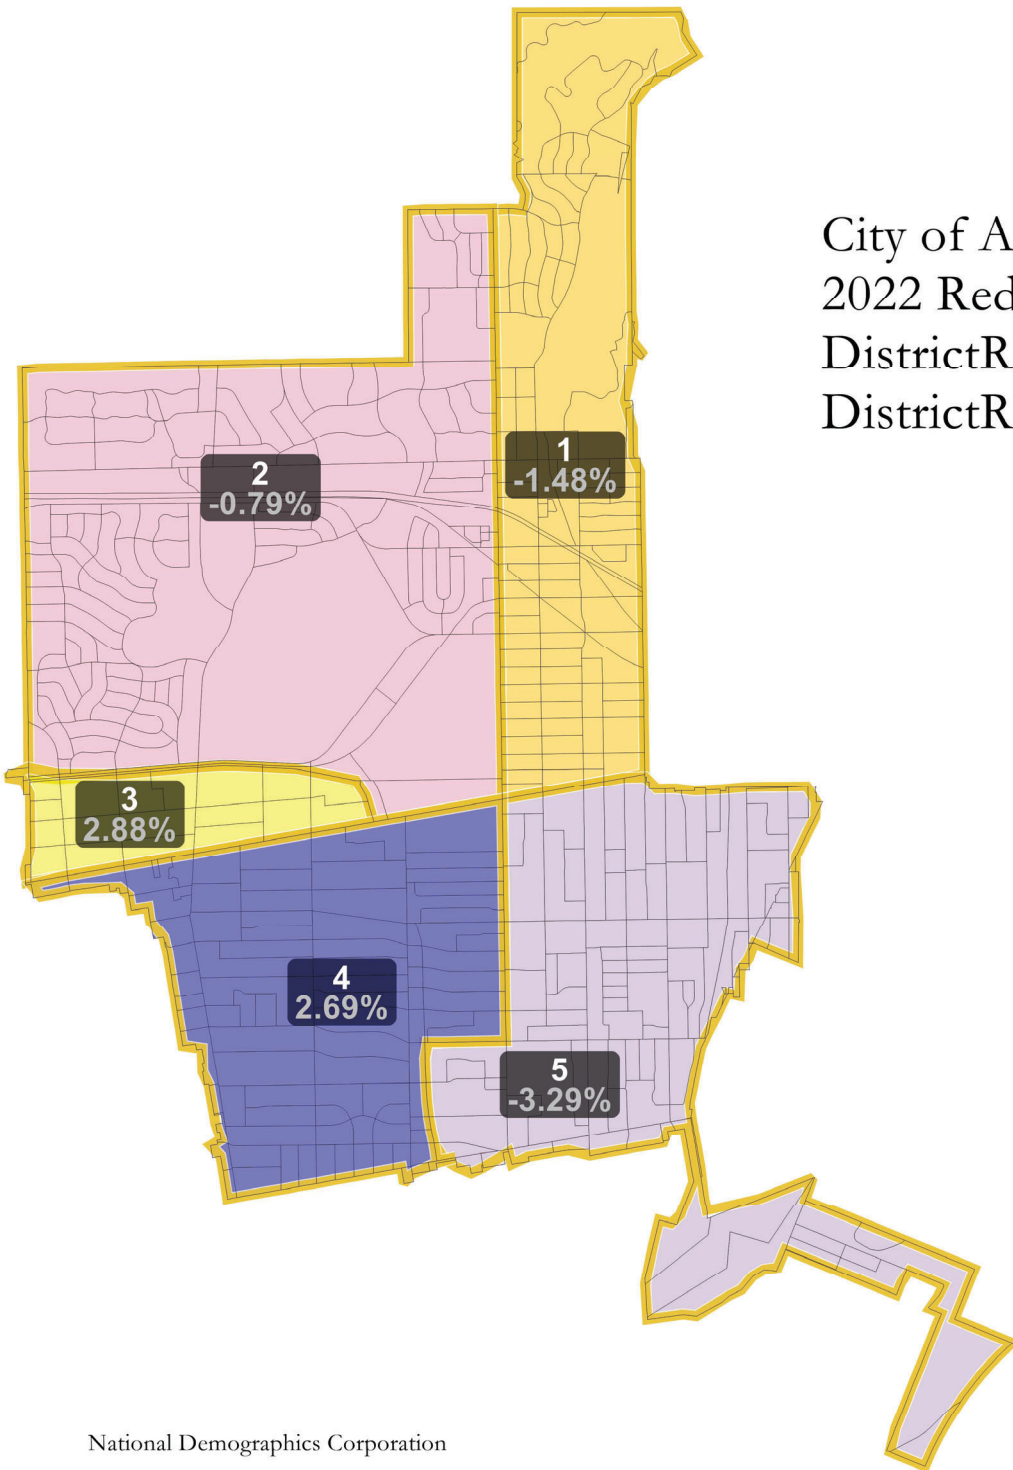 City of A
2022 Red
DistrictR
DistrictR
1
-1.48%
2
-0.79%
3
2.88%
4
2.69%
5
-3.29%
National Demographics Corporation